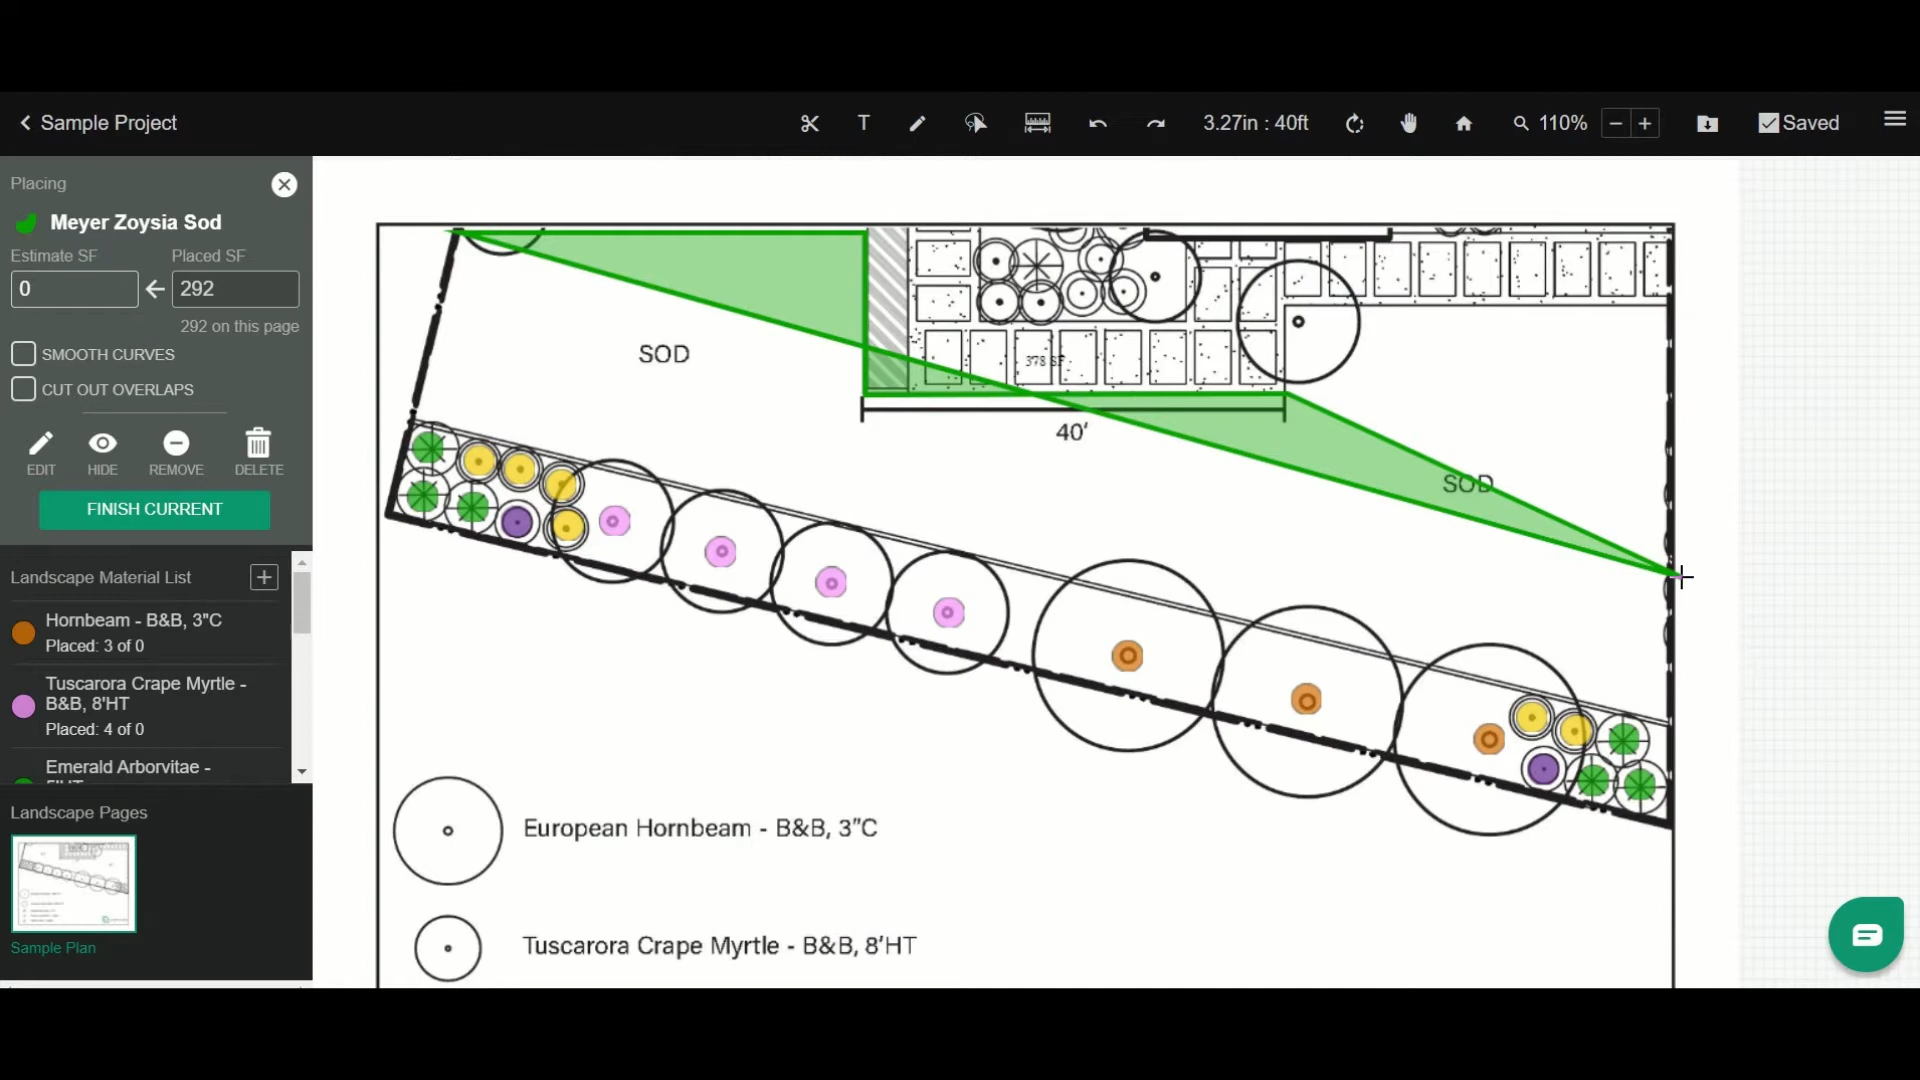 Sample Project
T
3.27in : 40ft
110%
Saved
Placing
Meyer Zoysia Sod
Estimate SF
Placed SF
0
292
292 on this page
SMOOTH CURVES
CUT OUT OVERLAPS
EDIT
HIDE
REMOVE
DELETE
FINISH CURRENT
Landscape Material List
Hornbeam - B&B, 3"C
Placed: 3 of 0
Tuscarora Crape Myrtle -
B&B, 8'HT
Placed: 4 of 0
Emerald Arborvitae -
Landscape Pages
Sample Plan
SOD
378 SF
40'
SOD
European Hornbeam - B&B, 3"C
Tuscarora Crape Myrtle - B&B, 8'HT